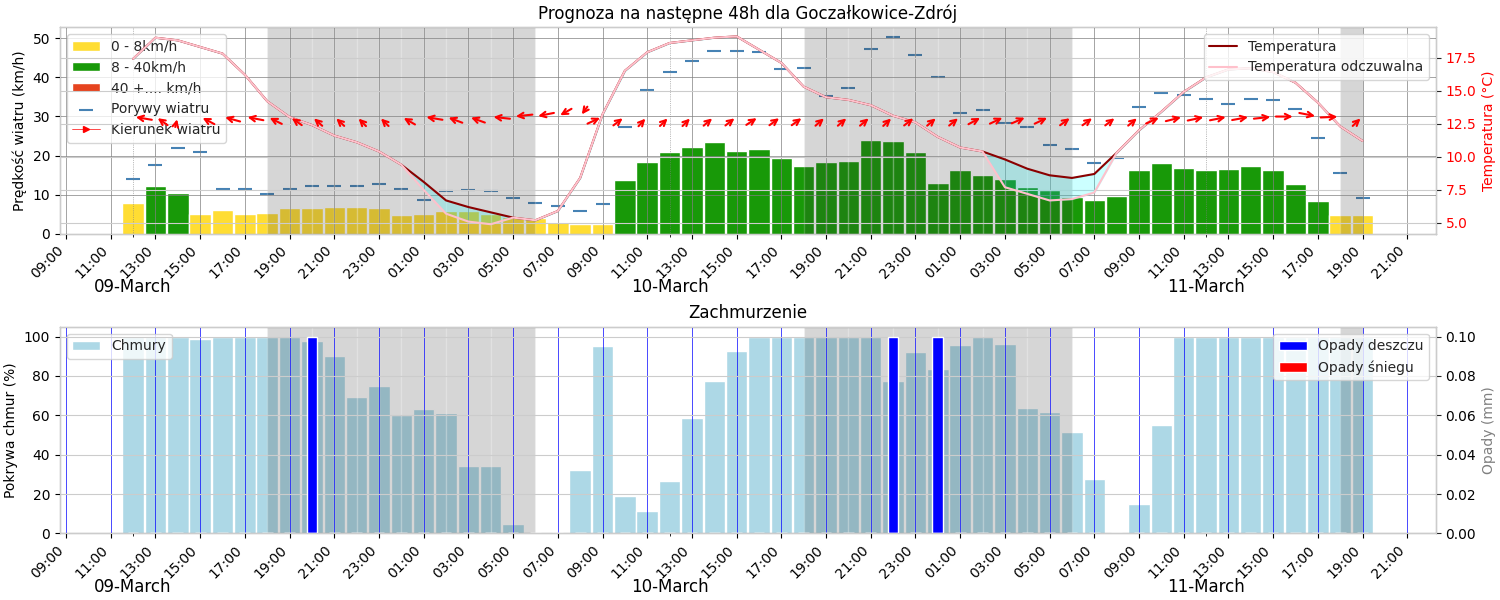 Prognoza na następne 48h dla Goczałkowice-Zdrój
Prędkość wiatru (km/h)
50
40
30
20
10
0
0 - 8km/h
8 - 40km/h
40 +.... km/h
Porywy wiatru
Kierunek wiatru
Temperatura
Temperatura odczuwalna
17.5
15.0
12.5
10.0
7.5
5.0
Temperatura (°C)
09:00 11:00 13:00 15:00 17:00 19:00 21:00 23:00 01:00 03:00 05:00 07:00 09:00 11:00 13:00 15:00 17:00 19:00 21:00 23:00 01:00 03:00 05:00 07:00 09:00 11:00 13:00 15:00 17:00 19:00 21:00
09-March 10-March 11-March
Zachmurzenie
Pokrywa chmur (%)
100
80
60
40
20
0
Chmury
Opady deszczu
Opady śniegu
0.10
0.08
0.06
0.04
0.02
0.00
Opady (mm)
09:00 11:00 13:00 15:00 17:00 19:00 21:00 23:00 01:00 03:00 05:00 07:00 09:00 11:00 13:00 15:00 17:00 19:00 21:00 23:00 01:00 03:00 05:00 07:00 09:00 11:00 13:00 15:00 17:00 19:00 21:00
09-March 10-March 11-March